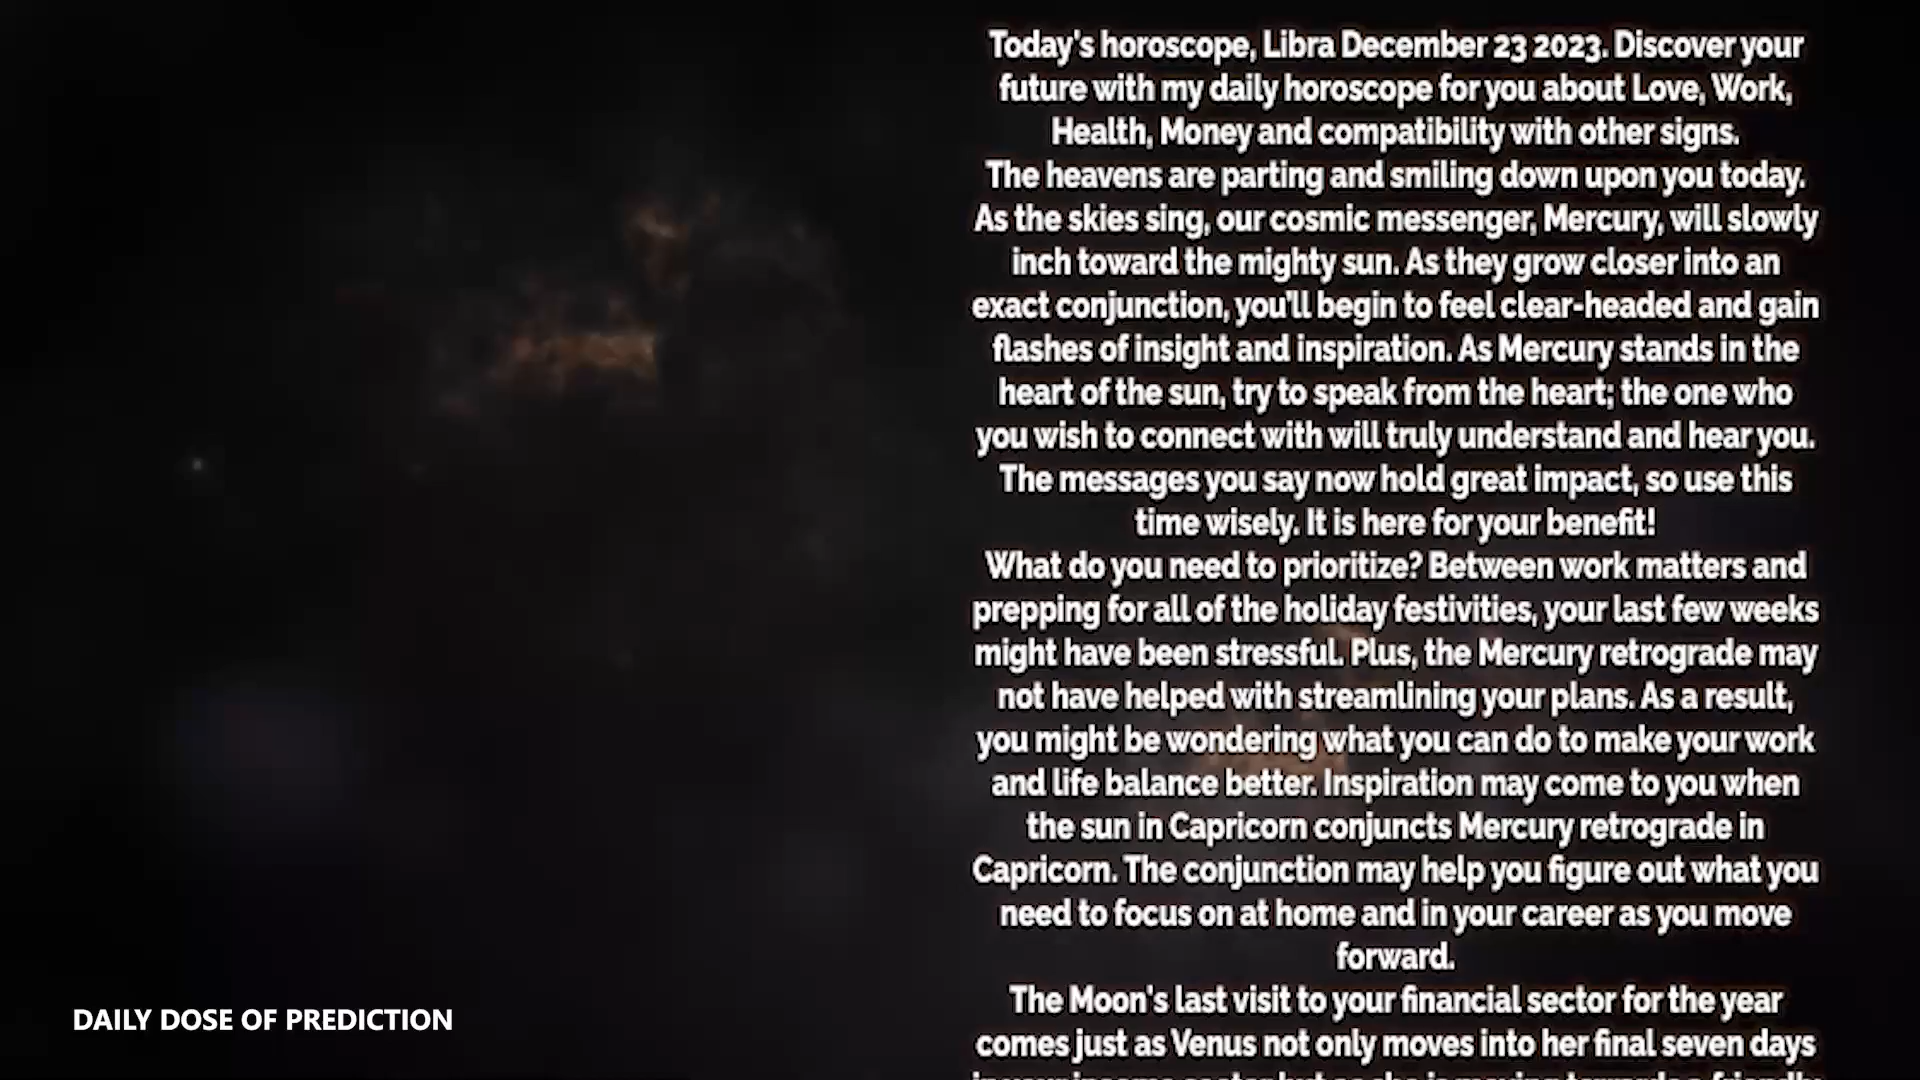 Today's horoscope, Libra December 23 2023. Discover your
future with my daily horoscope for you about Love, Work,
Health, Money and compatibility with other signs.
The heavens are parting and smiling down upon you today.
As the skies sing, our cosmic messenger, Mercury, will slowly
inch toward the mighty sun. As they grow closer into an
exact conjunction, you'll begin to feel clear-headed and gain
flashes of insight and inspiration. As Mercury stands in the
heart of the sun, try to speak from the heart; the one who
you wish to connect with will truly understand and hear you.
The messages you say now hold great impact, so use this
time wisely. It is here for your benefit!
What do you need to prioritize? Between work matters and
prepping for all of the holiday festivities, your last few weeks
might have been stressful. Plus, the Mercury retrograde may
not have helped with streamlining your plans. As a result,
you might be wondering what you can do to make your work
and life balance better. Inspiration may come to you when
the sun in Capricorn conjuncts Mercury retrograde in
Capricorn. The conjunction may help you figure out what you
need to focus on at home and in your career as you move
forward.
The Moon's last visit to your financial sector for the year
comes just as Venus not only moves into her final seven days
DAILY DOSE OF PREDICTION